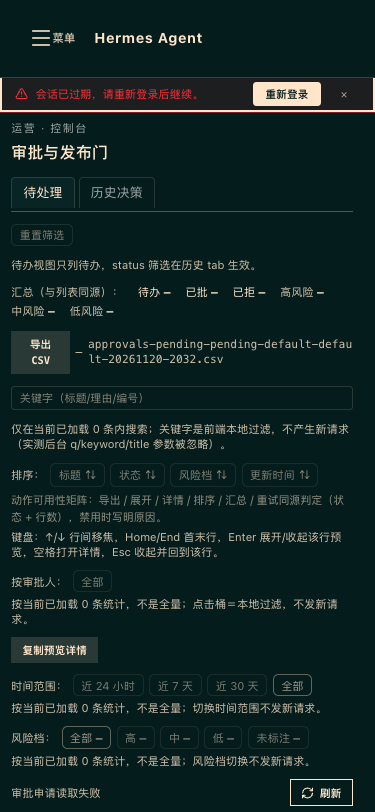 菜单 Hermes Agent
会话已过期，请重新登录后继续。 重新登录 ×
运营 · 控制台
审批与发布门
待处理 历史决策
重置筛选
待办视图只列待办，status 筛选在历史 tab 生效。
汇总（与列表同源）： 待办 — 已批 — 已拒 — 高风险 —
中风险 — 低风险 —
导出
CSV
— approvals-pending-pending-default-defau
lt-20261120-2032.csv
关键字（标题/理由/编号）
仅在当前已加载 0 条内搜索；关键字是前端本地过滤，不产生新请求
（实测后台 q/keyword/title 参数被忽略）。
排序： 标题 ⇅ 状态 ⇅ 风险档 ⇅ 更新时间 ⇅
动作可用性矩阵：导出 / 展开 / 详情 / 排序 / 汇总 / 重试同源判定（状
态 + 行数），禁用时写明原因。
键盘：↑/↓ 行间移焦，Home/End 首末行，Enter 展开/收起该行预
览，空格打开详情，Esc 收起并回到该行。
按审批人： 全部
按当前已加载 0 条统计，不是全量；点击桶＝本地过滤，不发新请
求。
复制预览详情
时间范围： 近 24 小时 近 7 天 近 30 天 全部
按当前已加载 0 条统计，不是全量；切换时间范围不发新请求。
风险档： 全部 — 高 — 中 — 低 — 未标注 —
按当前已加载 0 条统计，不是全量；风险档切换不发新请求。
审批申请读取失败 刷新